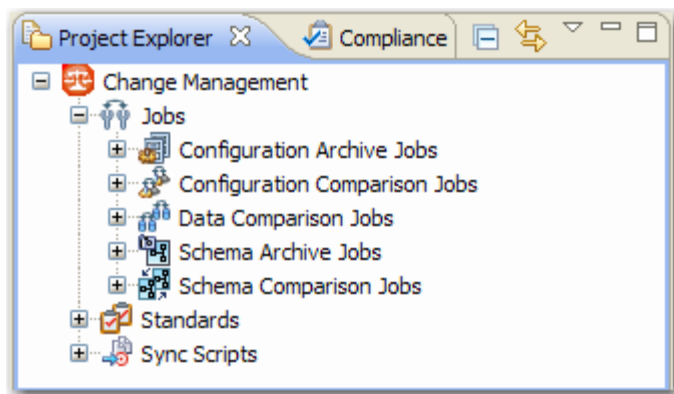 Project Explorer Compliance
Change Management
Jobs
Configuration Archive Jobs
Configuration Comparison Jobs
Data Comparison Jobs
Schema Archive Jobs
Schema Comparison Jobs
Standards
Sync Scripts